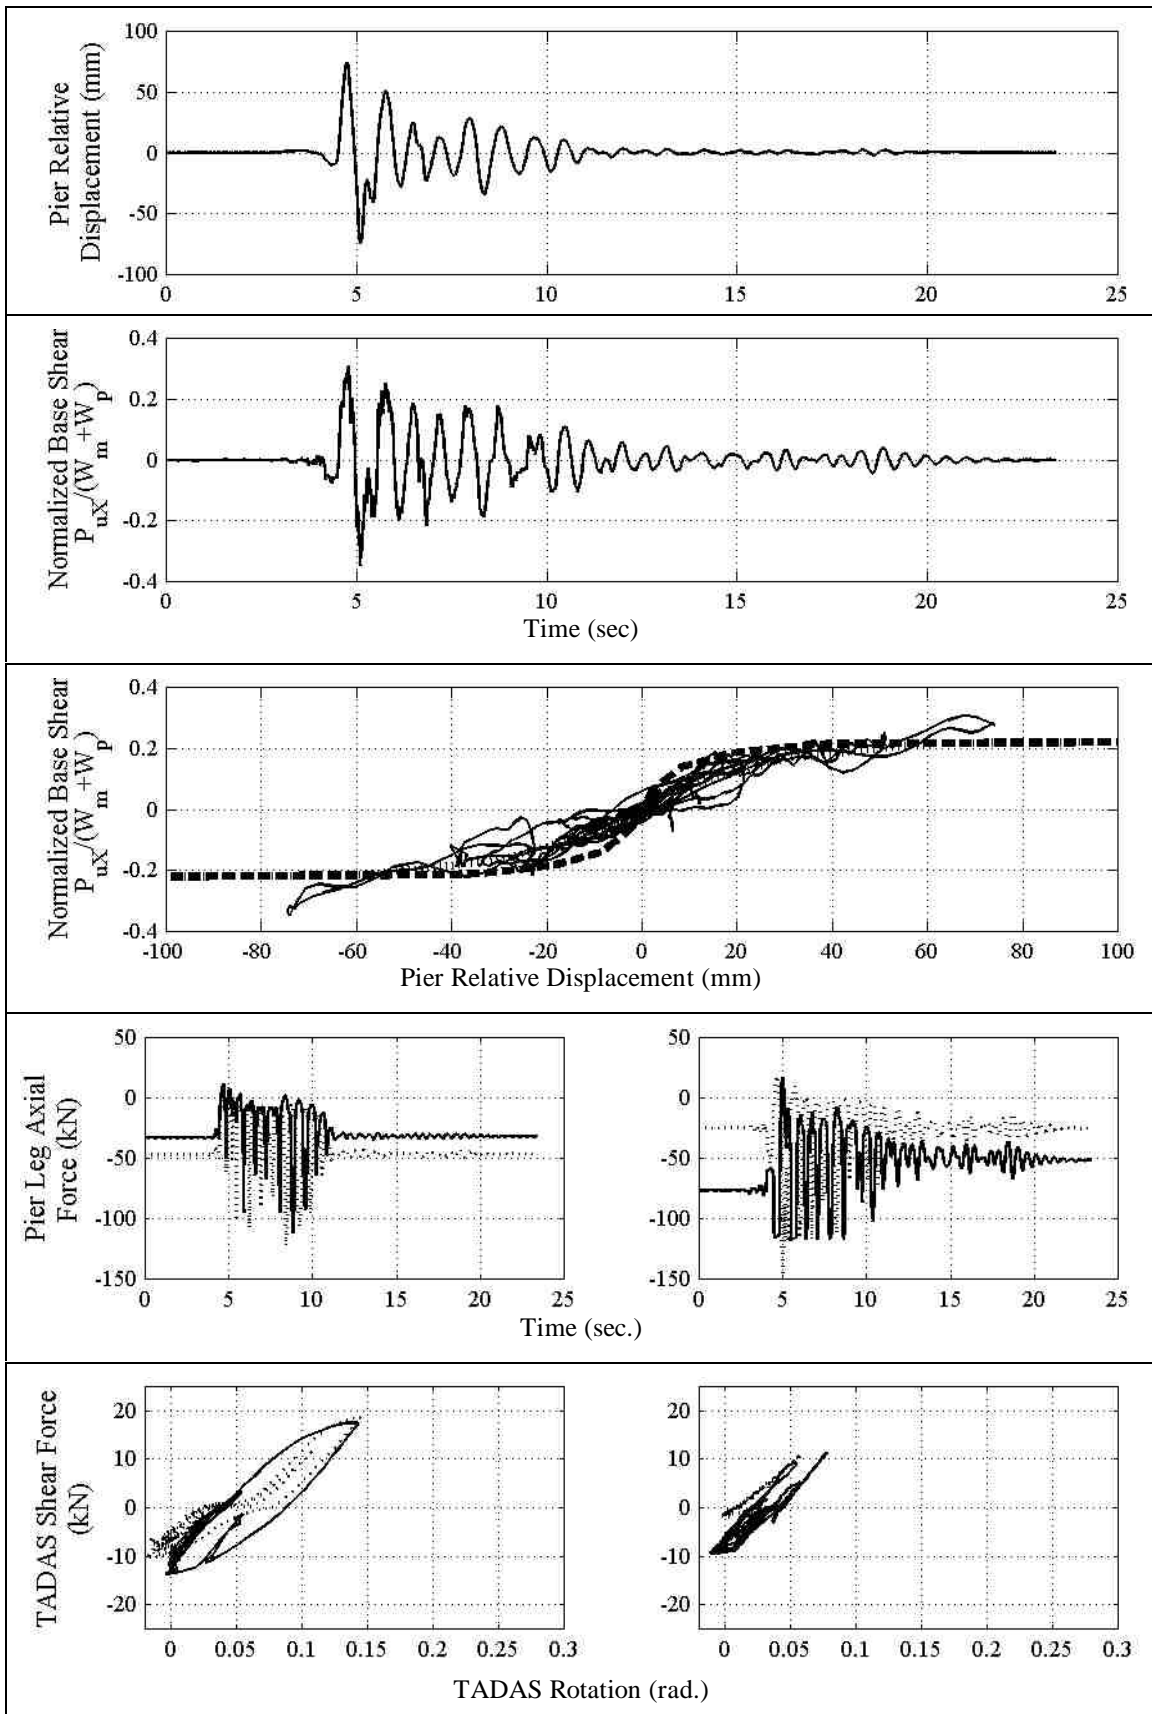 Pier Relative
Displacement (mm)
100
50
0
-50
-100
0 5 10 15 20 25
Normalized Base Shear
PuX/(Wm+Wp)
0.4
0.2
0
-0.2
-0.4
0 5 10 15 20 25
Time (sec)
Normalized Base Shear
PuX/(Wm+Wp)
0.4
0.2
0
-0.2
-0.4
-100 -80 -60 -40 -20 0 20 40 60 80 100
Pier Relative Displacement (mm)
Pier Leg Axial
Force (kN)
50
0
-50
-100
-150
0 5 10 15 20 25
50
0
-50
-100
-150
0 5 10 15 20 25
Time (sec.)
TADAS Shear Force
(kN)
20
10
0
-10
-20
0 0.05 0.1 0.15 0.2 0.25 0.3
20
10
0
-10
-20
0 0.05 0.1 0.15 0.2 0.25 0.3
TADAS Rotation (rad.)